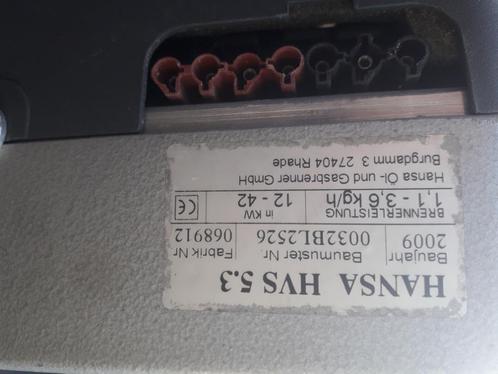 HANSA HVS 5.3
Baujahr Baumuster Nr. Fabrik Nr
2009 0032BL2526 068912
BRENNERLEISTUNG in KW
1,1 - 3,6 kg/h 12 - 42 CE
Hansa Öl- und Gasbrenner GmbH
Burgdamm 3 27404 Rhade